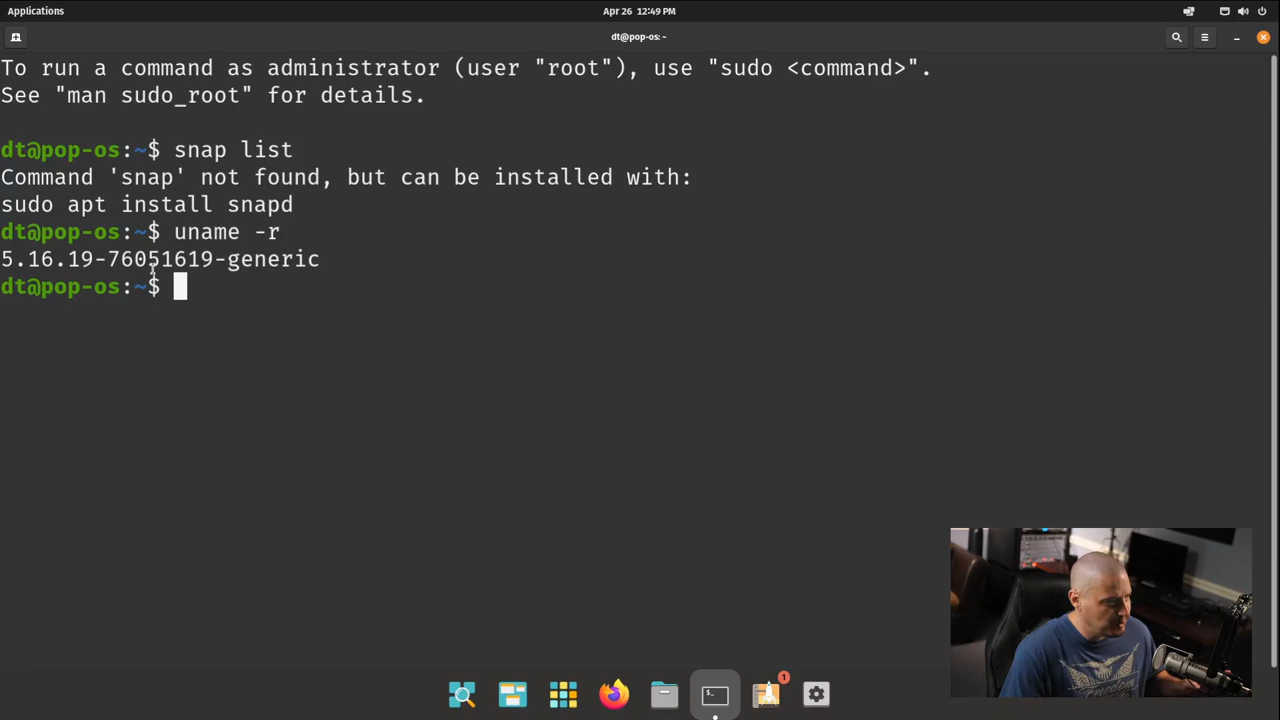 Applications
Apr 26 12:49 PM
dt@pop-os: ~
To run a command as administrator (user "root"), use "sudo <command>".
See "man sudo_root" for details.
dt@pop-os:~$ snap list
Command 'snap' not found, but can be installed with:
sudo apt install snapd
dt@pop-os:~$ uname -r
5.16.19-76051619-generic
dt@pop-os:~$
1